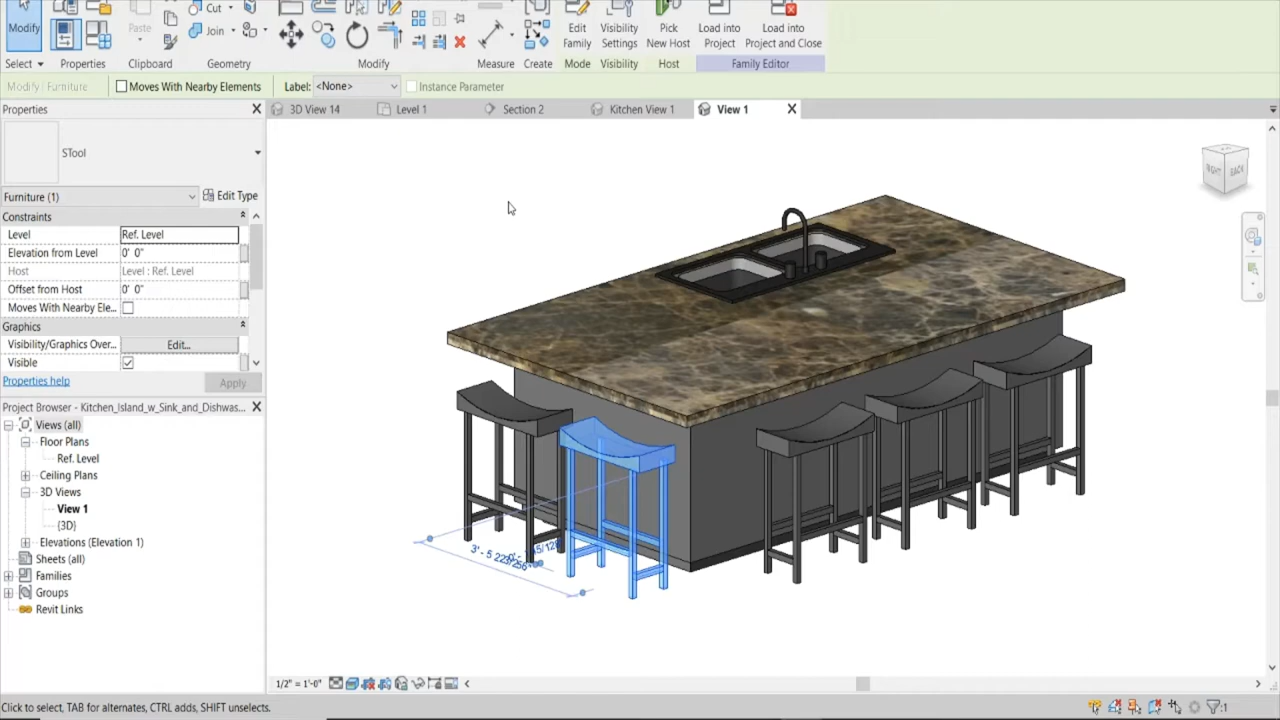 Modify
Select
Properties
Paste
Clipboard
Cut
Join
Geometry
Modify
Measure
Create
Edit Family
Mode
Visibility Settings
Visibility
Pick New Host
Host
Load into Project
Load into Project and Close
Family Editor
Modify | Furniture
Moves With Nearby Elements
Label: <None>
Instance Parameter
Properties
3D View 14
Level 1
Section 2
Kitchen View 1
View 1
STool
Furniture (1)
Edit Type
Constraints
Level Ref. Level
Elevation from Level 0' 0"
Host Level : Ref. Level
Offset from Host 0' 0"
Moves With Nearby Ele...
Graphics
Visibility/Graphics Over... Edit...
Visible
Properties help
Apply
Project Browser - Kitchen_Island_w_Sink_and_Dishwas...
Views (all)
Floor Plans
Ref. Level
Ceiling Plans
3D Views
View 1
{3D}
Elevations (Elevation 1)
Sheets (all)
Families
Groups
Revit Links
RIGHT
BACK
3' - 5
1/2" = 1'-0"
Click to select, TAB for alternates, CTRL adds, SHIFT unselects.
:1